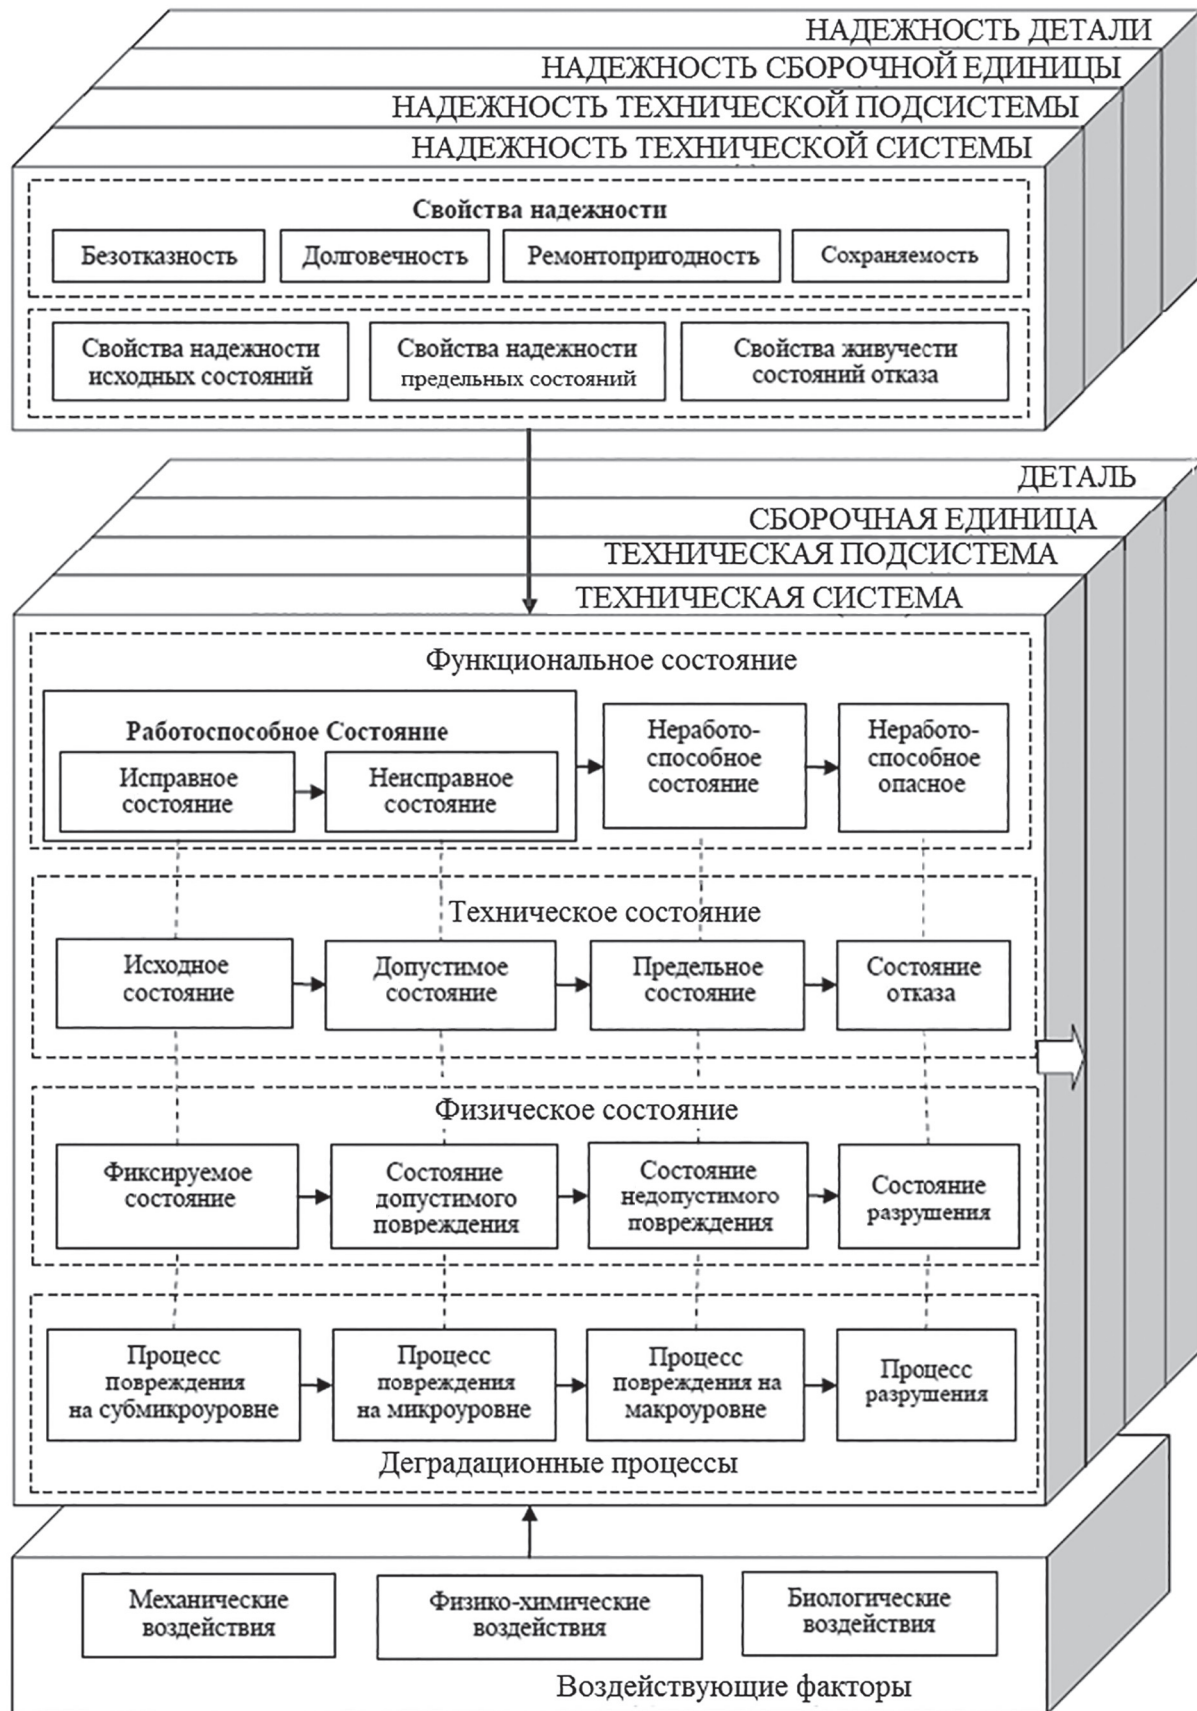 НАДЕЖНОСТЬ ДЕТАЛИ
НАДЕЖНОСТЬ СБОРОЧНОЙ ЕДИНИЦЫ
НАДЕЖНОСТЬ ТЕХНИЧЕСКОЙ ПОДСИСТЕМЫ
НАДЕЖНОСТЬ ТЕХНИЧЕСКОЙ СИСТЕМЫ
Свойства надежности
Безотказность
Долговечность
Ремонтопригодность
Сохраняемость
Свойства надежности
исходных состояний
Свойства надежности
предельных состояний
Свойства живучести
состояний отказа
ДЕТАЛЬ
СБОРОЧНАЯ ЕДИНИЦА
ТЕХНИЧЕСКАЯ ПОДСИСТЕМА
ТЕХНИЧЕСКАЯ СИСТЕМА
Функциональное состояние
Работоспособное Состояние
Исправное
состояние
Неисправное
состояние
Неработо-
способное
состояние
Неработо-
способное
опасное
Техническое состояние
Исходное
состояние
Допустимое
состояние
Предельное
состояние
Состояние
отказа
Физическое состояние
Фиксируемое
состояние
Состояние
допустимого
повреждения
Состояние
недопустимого
повреждения
Состояние
разрушения
Процесс
повреждения
на субмикроуровне
Процесс
повреждения
на микроуровне
Процесс
повреждения на
макроуровне
Процесс
разрушения
Деградационные процессы
Механические
воздействия
Физико-химические
воздействия
Биологические
воздействия
Воздействующие факторы